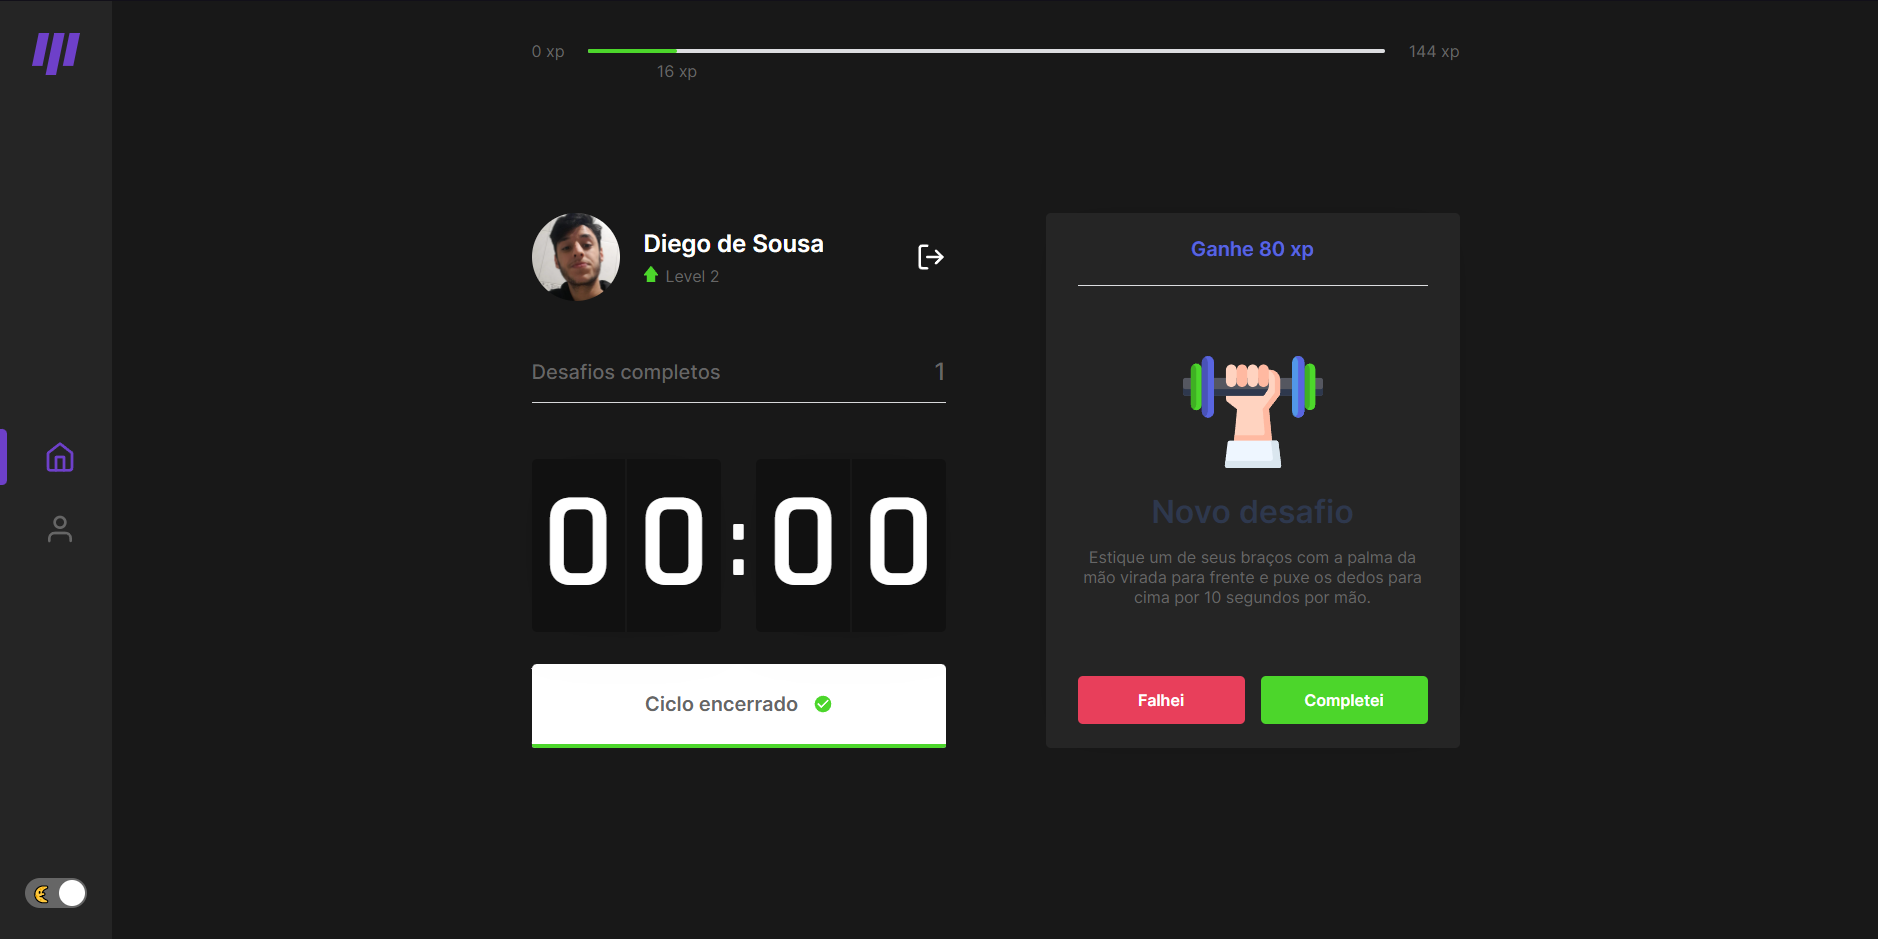 0 xp
144 xp
16 xp
Diego de Sousa
Level 2
Desafios completos
1
00:00
Ciclo encerrado
Ganhe 80 xp
Novo desafio
Estique um de seus braços com a palma da
mão virada para frente e puxe os dedos para
cima por 10 segundos por mão.
Falhei
Completei